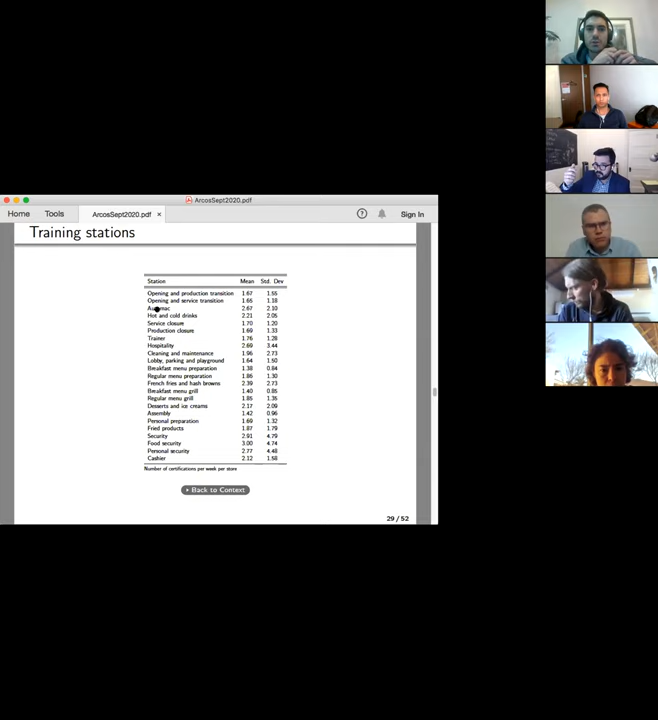 ArcosSept2020.pdf
Home Tools ArcosSept2020.pdf × ? Sign In
Training stations
Station Mean Std. Dev
Opening and production transition 1.67 1.55
Opening and service transition 1.65 1.18
2.67 2.10
Hot and cold drinks 2.21 2.05
Service closure 1.70 1.20
Production closure 1.69 1.33
Trainer 1.76 1.28
Hospitality 2.69 3.44
Cleaning and maintenance 1.96 2.73
Lobby, parking and playground 1.64 1.50
Breakfast menu preparation 1.38 0.84
Regular menu preparation 1.86 1.30
French fries and hash browns 2.39 2.73
Breakfast menu grill 1.40 0.85
Regular menu grill 1.85 1.35
Desserts and ice creams 2.17 2.09
Assembly 1.42 0.96
Personal preparation 1.69 1.32
Fried products 1.87 1.79
Security 2.91 4.79
Food security 3.00 4.74
Personal security 2.77 4.48
Cashier 2.12 1.58
Number of certifications per week per store
Back to Context
29 / 52